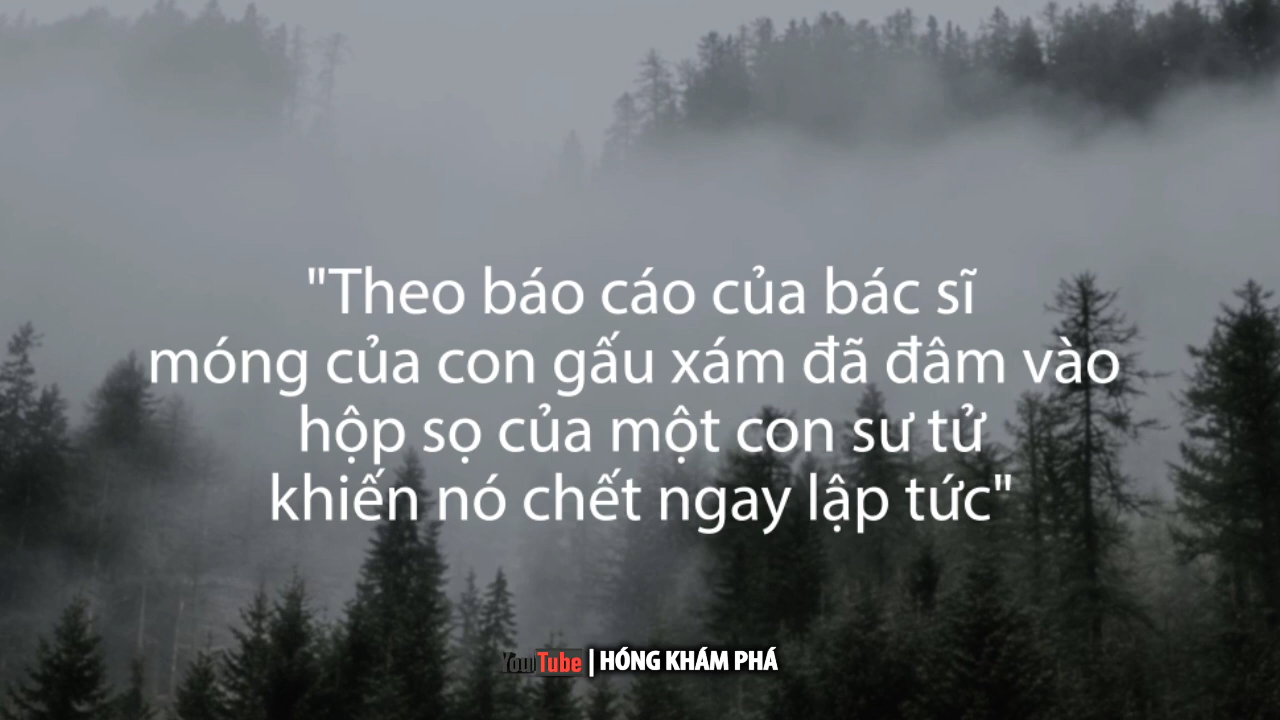 "Theo báo cáo của bác sĩ
móng của con gấu xám đã đâm vào
hộp sọ của một con sư tử
khiến nó chết ngay lập tức"
YouTube | HÓNG KHÁM PHÁ